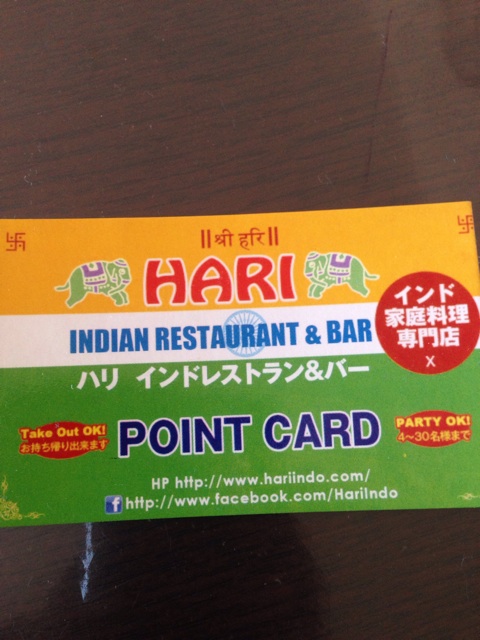 ॥श्री हरि॥
HARI
INDIAN RESTAURANT & BAR
ハリ インドレストラン&バー
インド
家庭料理
専門店
X
Take Out OK!
お持ち帰り出来ます
POINT CARD
PARTY OK!
4～30名様まで
HP http://www.hariindo.com/
http://www.facebook.com/HariIndo